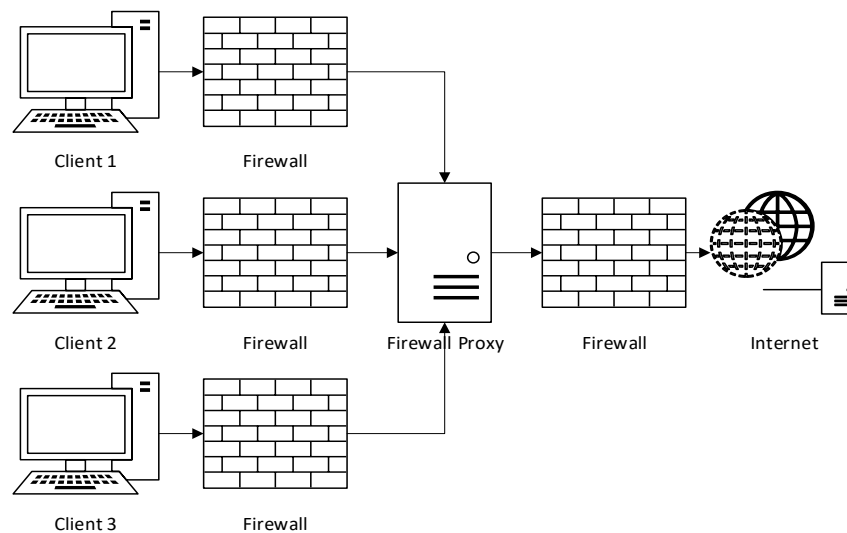 Client 1
Firewall
Client 2
Firewall
Firewall Proxy
Firewall
Internet
Client 3
Firewall